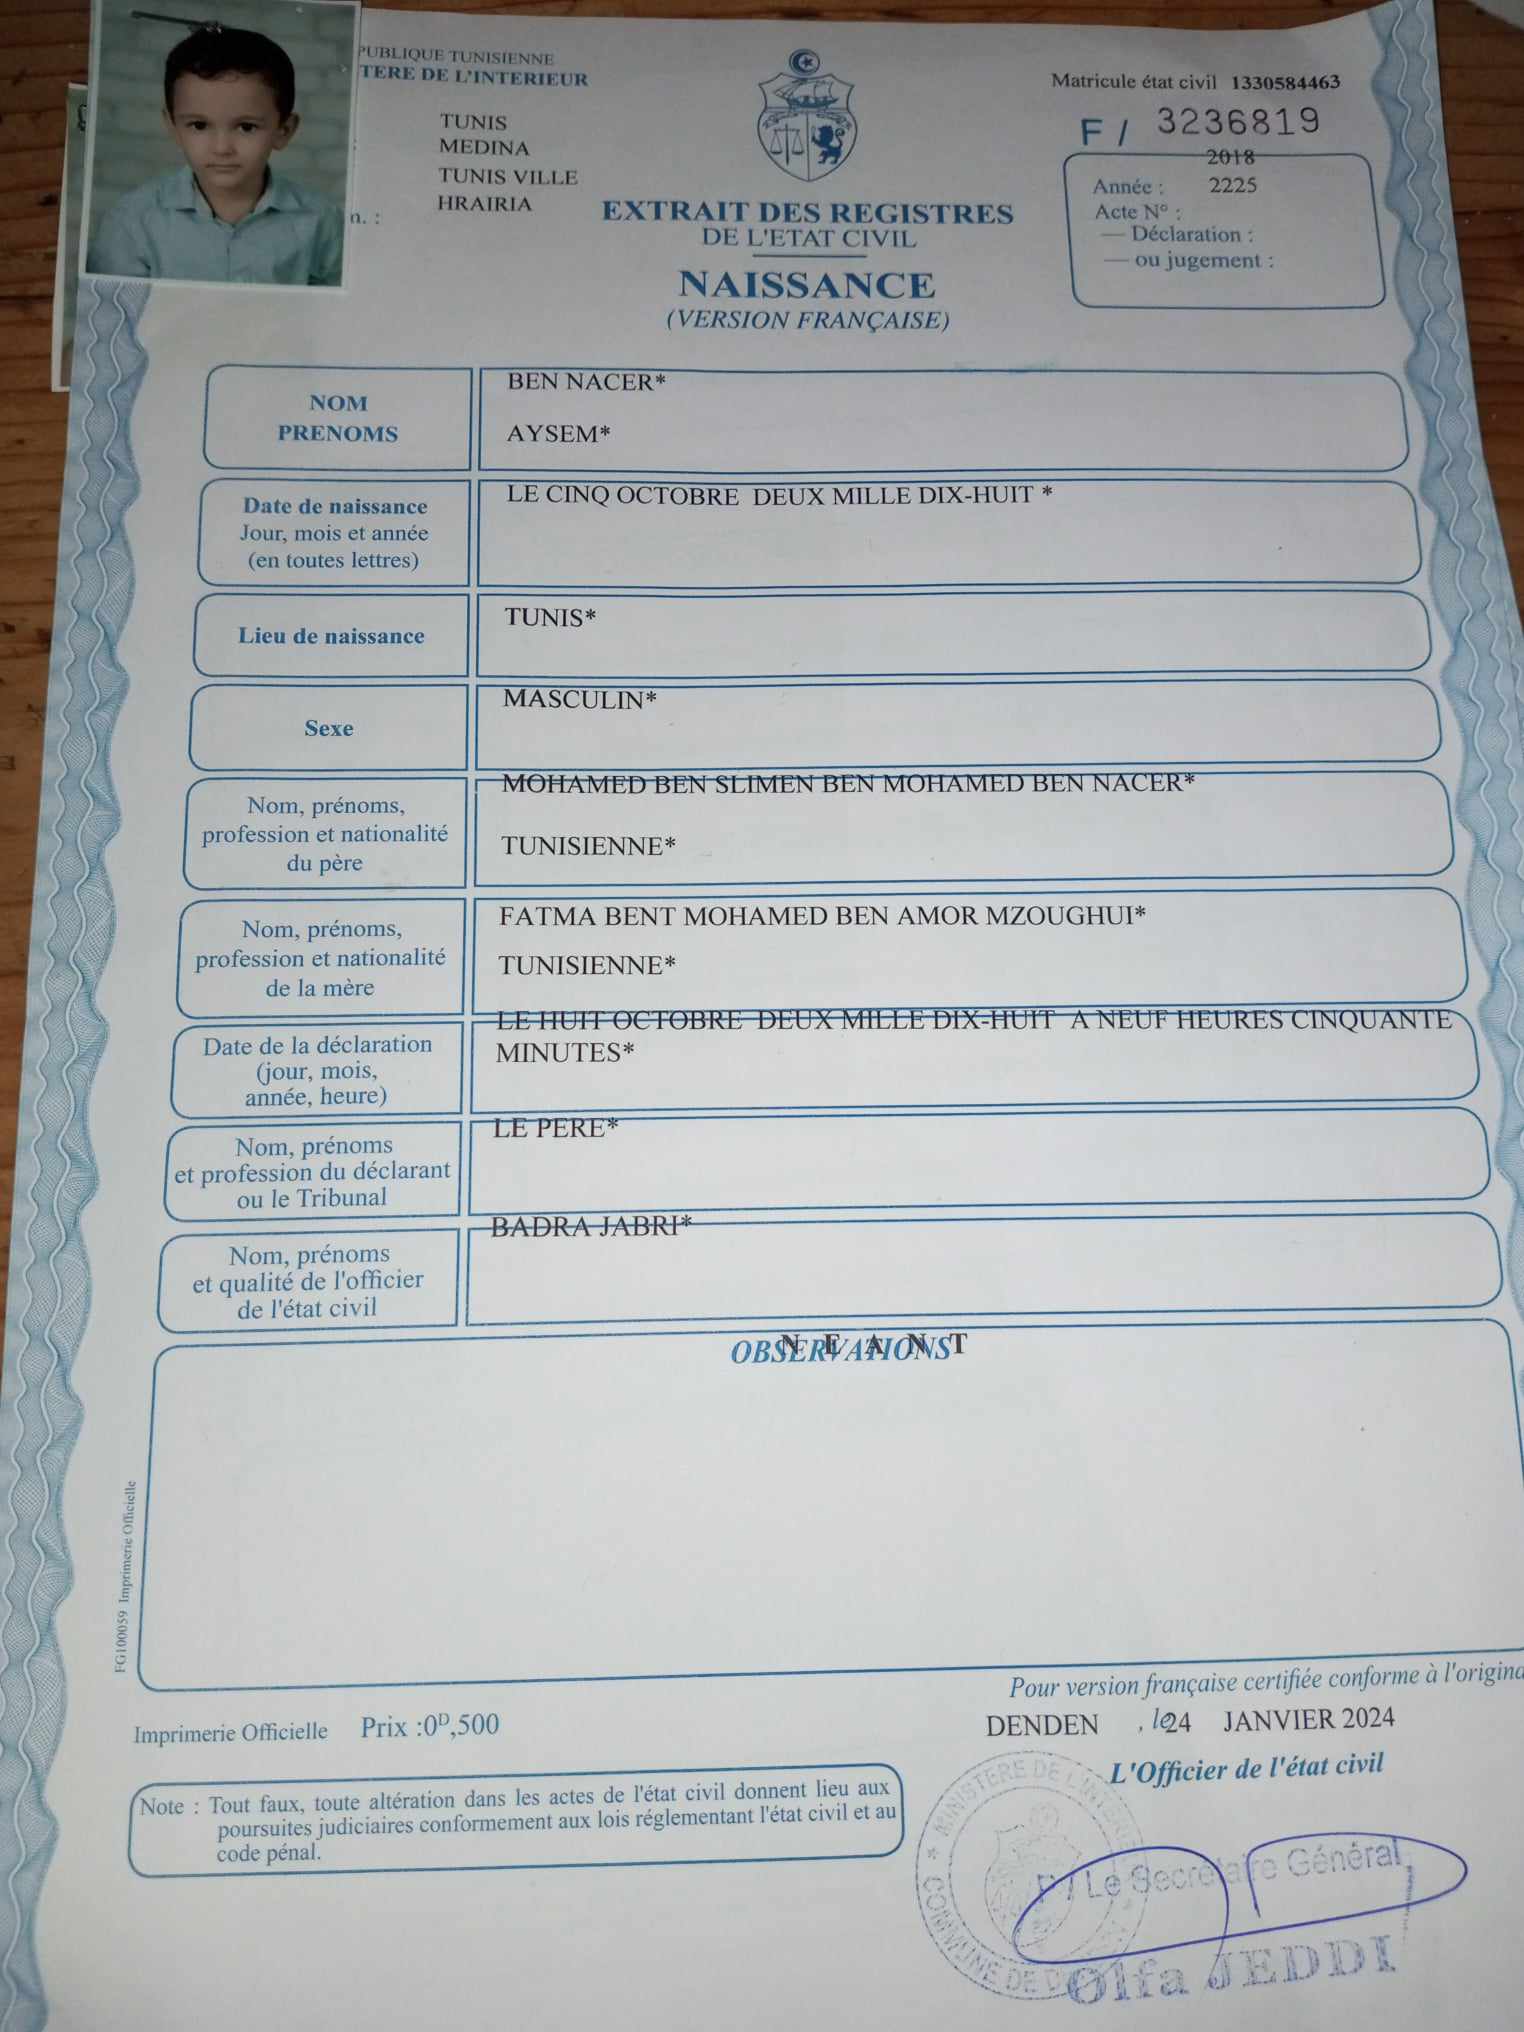 PUBLIQUE TUNISIENNE
TERE DE L'INTERIEUR
TUNIS
MEDINA
TUNIS VILLE
HRAIRIA
n. :
EXTRAIT DES REGISTRES
DE L'ETAT CIVIL
NAISSANCE
(VERSION FRANÇAISE)
Matricule état civil 1330584463
F / 3236819
2018
Année : 2225
Acte N° :
— Déclaration :
— ou jugement :
NOM
PRENOMS
BEN NACER*
AYSEM*
Date de naissance
Jour, mois et année
(en toutes lettres)
LE CINQ OCTOBRE DEUX MILLE DIX-HUIT *
Lieu de naissance
TUNIS*
Sexe
MASCULIN*
Nom, prénoms,
profession et nationalité
du père
MOHAMED BEN SLIMEN BEN MOHAMED BEN NACER*
TUNISIENNE*
Nom, prénoms,
profession et nationalité
de la mère
FATMA BENT MOHAMED BEN AMOR MZOUGHUI*
TUNISIENNE*
Date de la déclaration
(jour, mois,
année, heure)
LE HUIT OCTOBRE DEUX MILLE DIX-HUIT A NEUF HEURES CINQUANTE
MINUTES*
Nom, prénoms
et profession du déclarant
ou le Tribunal
LE PERE*
Nom, prénoms
et qualité de l'officier
de l'état civil
BADRA JABRI*
OBSERVATIONS
N E A N T
FG100059 Imprimerie Officielle
Pour version française certifiée conforme à l'origina
DENDEN , le 24 JANVIER 2024
L'Officier de l'état civil
Imprimerie Officielle Prix :0ᴰ,500
Note : Tout faux, toute altération dans les actes de l'état civil donnent lieu aux
poursuites judiciaires conformement aux lois réglementant l'état civil et au
code pénal.
MINISTERE DE L'INTERIE
COMMUNE DE
P / Le Secrétaire Général
Olfa JEDDI